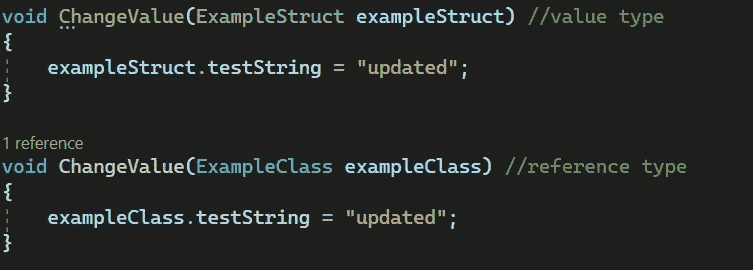 void ChangeValue(ExampleStruct exampleStruct) //value type
{
exampleStruct.testString = "updated";
}
1 reference
void ChangeValue(ExampleClass exampleClass) //reference type
{
exampleClass.testString = "updated";
}